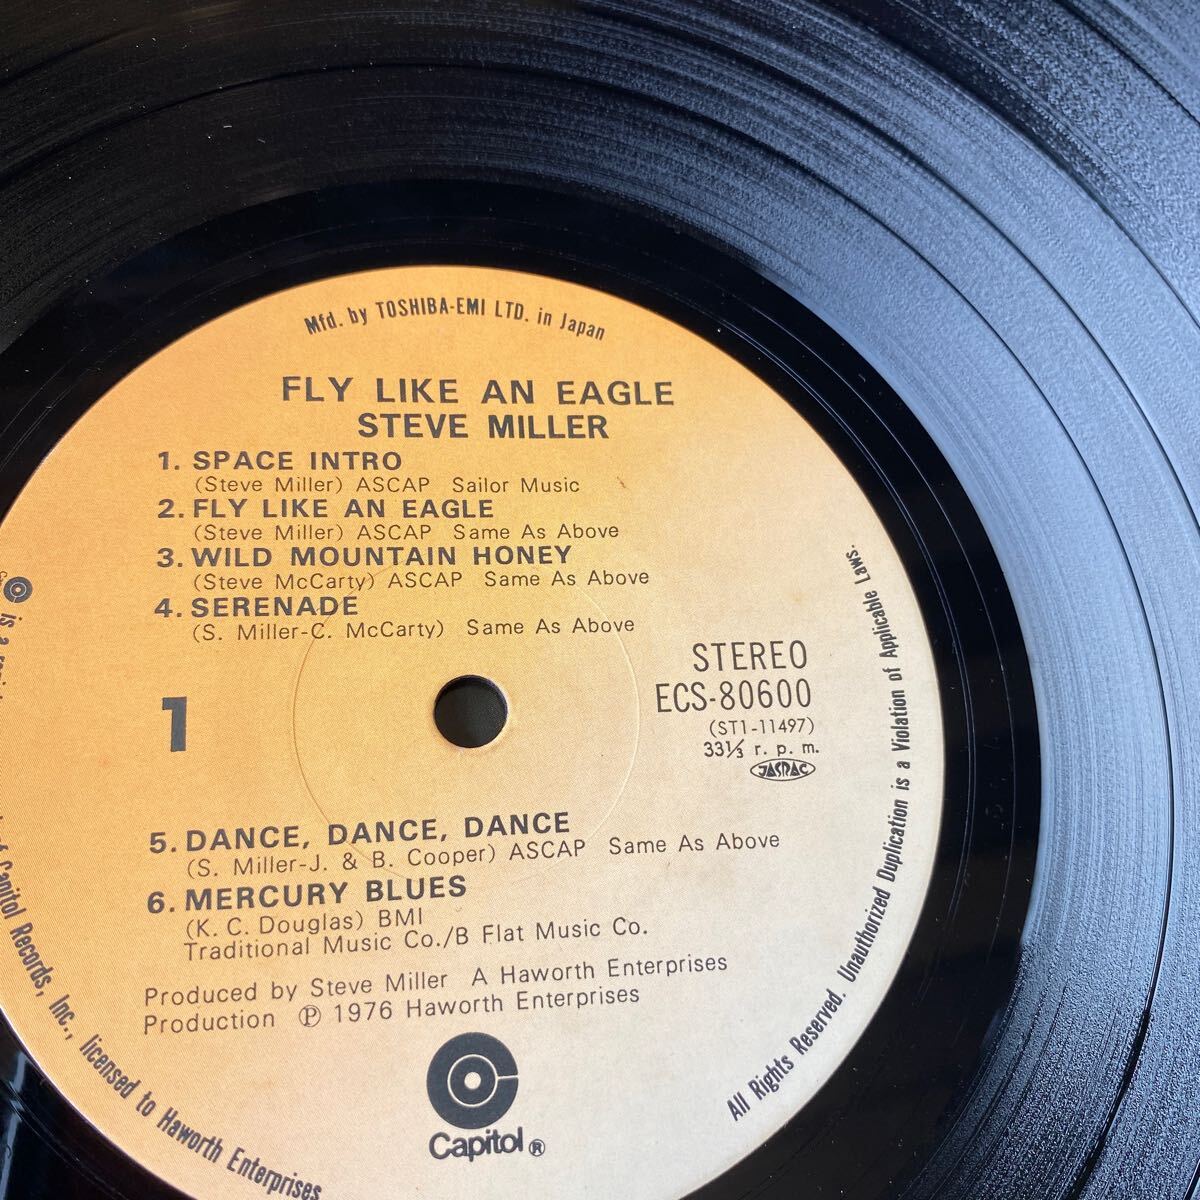 Mfd. by TOSHIBA-EMI LTD. in Japan
FLY LIKE AN EAGLE
STEVE MILLER
1. SPACE INTRO
(Steve Miller) ASCAP Sailor Music
2. FLY LIKE AN EAGLE
(Steve Miller) ASCAP Same As Above
3. WILD MOUNTAIN HONEY
(Steve McCarty) ASCAP Same As Above
4. SERENADE
(S. Miller-C. McCarty) Same As Above
1
STEREO
ECS-80600
(ST1-11497)
33⅓ r. p. m.
JASRAC
5. DANCE, DANCE, DANCE
(S. Miller-J. & B. Cooper) ASCAP Same As Above
6. MERCURY BLUES
(K. C. Douglas) BMI
Traditional Music Co./B Flat Music Co.
Produced by Steve Miller A Haworth Enterprises
Production Ⓟ 1976 Haworth Enterprises
Capitol®
is a
of Capitol Records, Inc., licensed to Haworth Enterprises
All Rights Reserved. Unauthorized Duplication is a Violation of Applicable Laws.